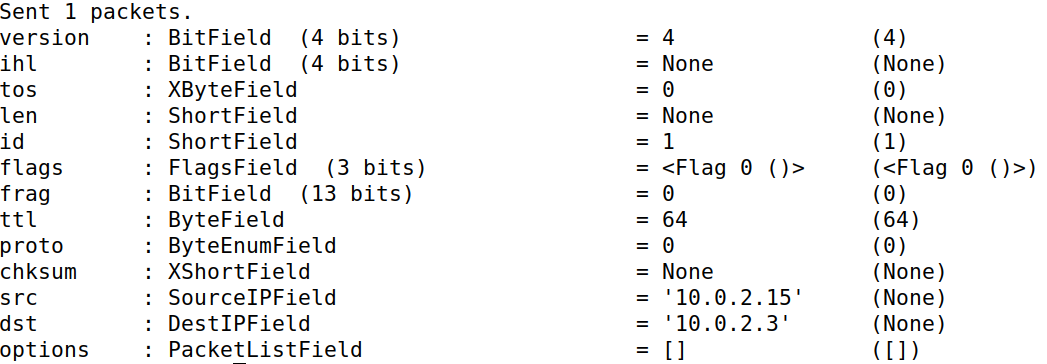 Sent 1 packets.
version    : BitField  (4 bits)                  = 4               (4)
ihl        : BitField  (4 bits)                  = None            (None)
tos        : XByteField                          = 0               (0)
len        : ShortField                          = None            (None)
id         : ShortField                          = 1               (1)
flags      : FlagsField  (3 bits)                = <Flag 0 ()>     (<Flag 0 ()>)
frag       : BitField  (13 bits)                 = 0               (0)
ttl        : ByteField                           = 64              (64)
proto      : ByteEnumField                       = 0               (0)
chksum     : XShortField                         = None            (None)
src        : SourceIPField                       = '10.0.2.15'     (None)
dst        : DestIPField                         = '10.0.2.3'      (None)
options    : PacketListField                     = []              ([])